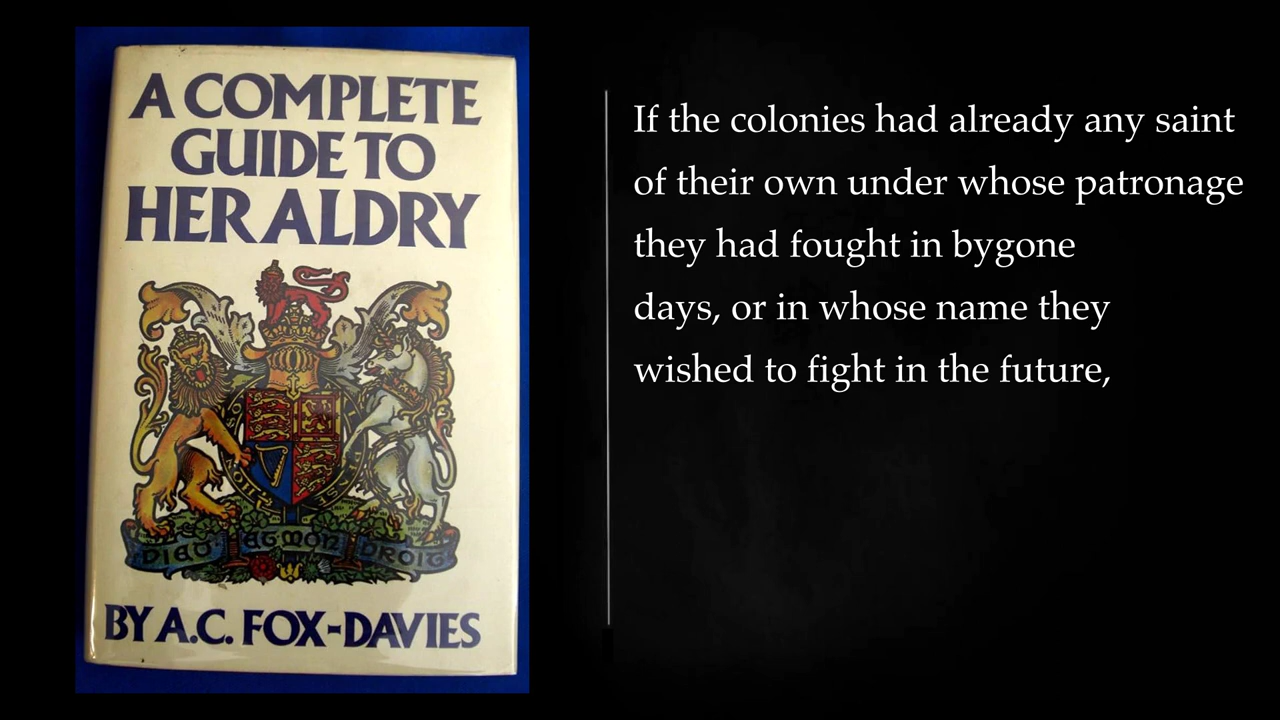 A COMPLETE
GUIDE TO
HERALDRY
DIEU ET MON DROIT
BY A.C. FOX-DAVIES
If the colonies had already any saint
of their own under whose patronage
they had fought in bygone
days, or in whose name they
wished to fight in the future,